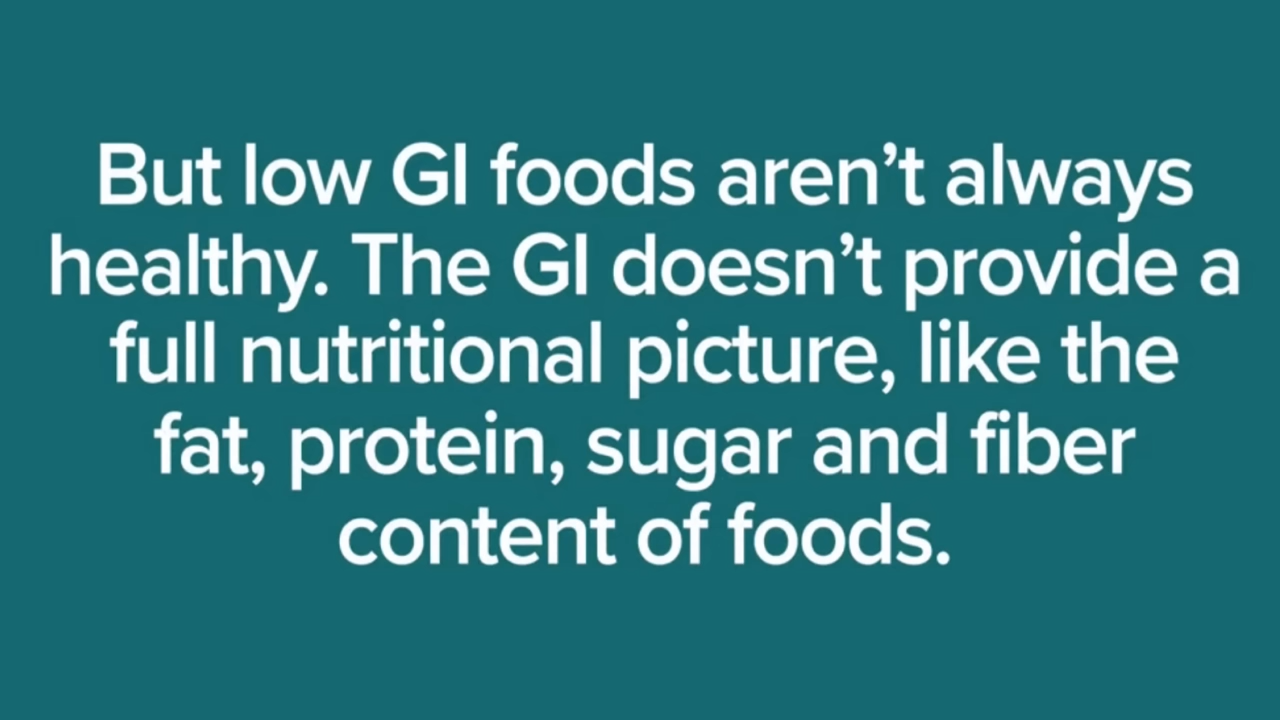 But low GI foods aren’t always
healthy. The GI doesn’t provide a
full nutritional picture, like the
fat, protein, sugar and fiber
content of foods.